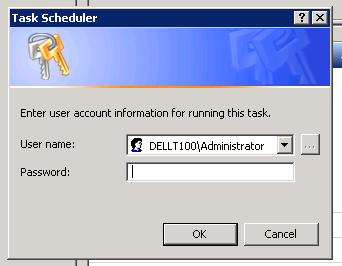 Task Scheduler
Enter user account information for running this task.
User name:
DELLT100\Administrator
...
Password:
OK
Cancel